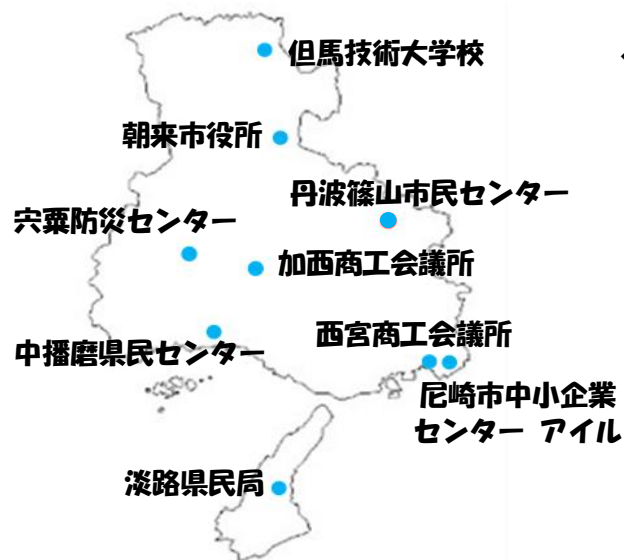 但馬技術大学校
朝来市役所
丹波篠山市民センター
宍粟防災センター
加西商工会議所
西宮商工会議所
中播磨県民センター
尼崎市中小企業
センター アイル
淡路県民局